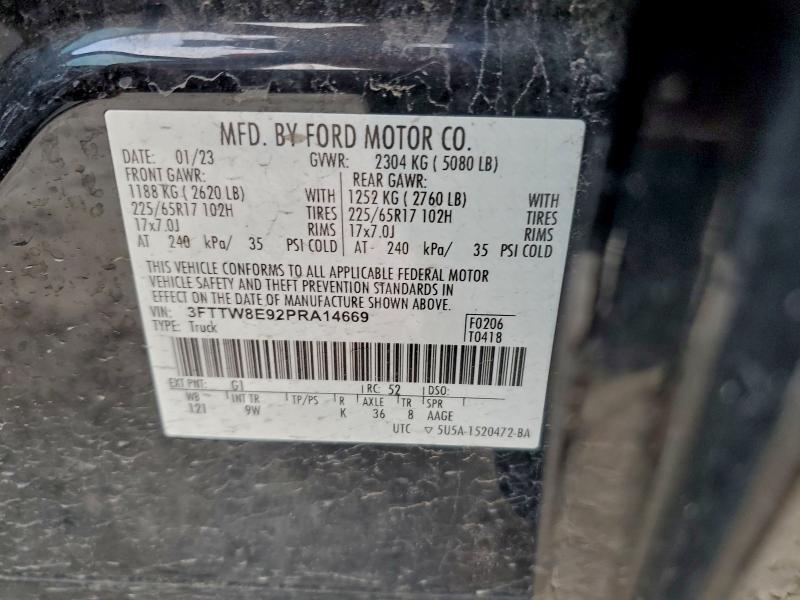 MFD. BY FORD MOTOR CO.
DATE: 01/23 GVWR: 2304 KG ( 5080 LB)
FRONT GAWR: REAR GAWR:
1188 KG ( 2620 LB) WITH 1252 KG ( 2760 LB) WITH
225/65R17 102H TIRES 225/65R17 102H TIRES
17x7.0J RIMS 17x7.0J RIMS
AT 240 kPa/ 35 PSI COLD AT- 240 kPa/ 35 PSI COLD
THIS VEHICLE CONFORMS TO ALL APPLICABLE FEDERAL MOTOR
VEHICLE SAFETY AND THEFT PREVENTION STANDARDS IN
EFFECT ON THE DATE OF MANUFACTURE SHOWN ABOVE.
VIN: 3FTTW8E92PRA14669 F0206
TYPE: Truck T0418
EXT PNT: G1 RC: 52 DSO:
WB INT TR TP/PS R AXLE TR SPR
121 9W K 36 8 AAGE
UTC ▽ 5U5A-1520472-BA